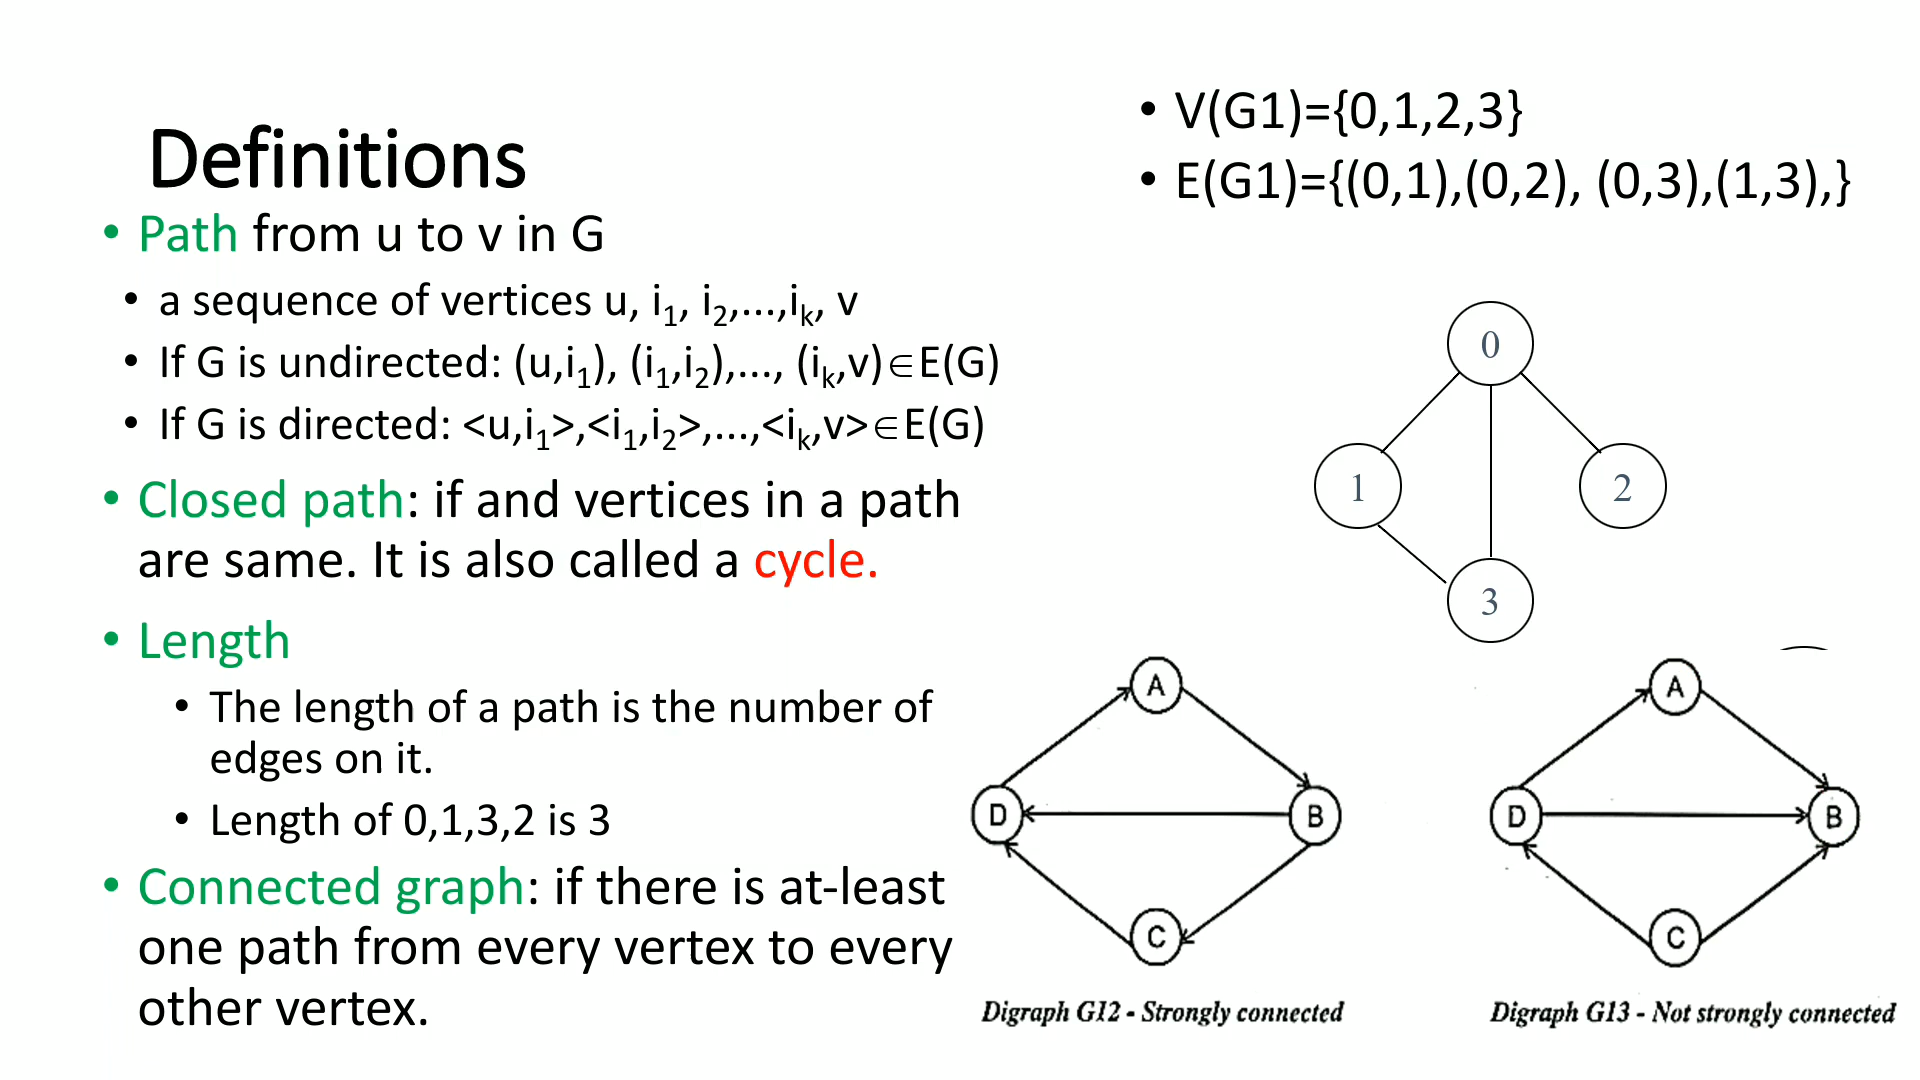 Definitions
• Path from u to v in G
• a sequence of vertices u, i1, i2,...,ik, v
• If G is undirected: (u,i1), (i1,i2),..., (ik,v)∈E(G)
• If G is directed: <u,i1>,<i1,i2>,...,<ik,v>∈E(G)
• Closed path: if and vertices in a path
are same. It is also called a cycle.
• Length
• The length of a path is the number of
edges on it.
• Length of 0,1,3,2 is 3
• Connected graph: if there is at-least
one path from every vertex to every
other vertex.
• V(G1)={0,1,2,3}
• E(G1)={(0,1),(0,2), (0,3),(1,3),}
0
1 2
3
A
D B
C
Digraph G12 - Strongly connected
A
D B
C
Digraph G13 - Not strongly connected